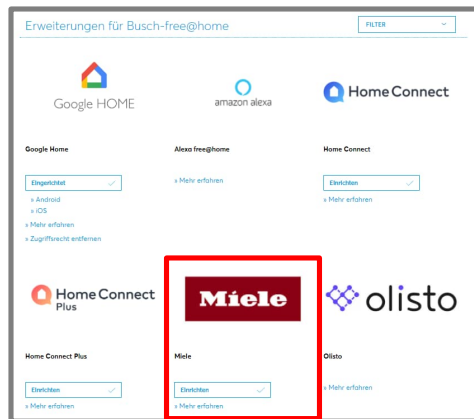 Erweiterungen für Busch-free@home
FILTER
Google HOME
amazon alexa
Home Connect
Google Home
Alexa free@home
Home Connect
Eingerichtet
» Mehr erfahren
Einrichten
» Android
» iOS
» Mehr erfahren
» Mehr erfahren
» Zugriffsrecht entfernen
Home Connect
Plus
Miele
olisto
Home Connect Plus
Miele
Olisto
Einrichten
Einrichten
» Mehr erfahren
» Mehr erfahren
» Mehr erfahren